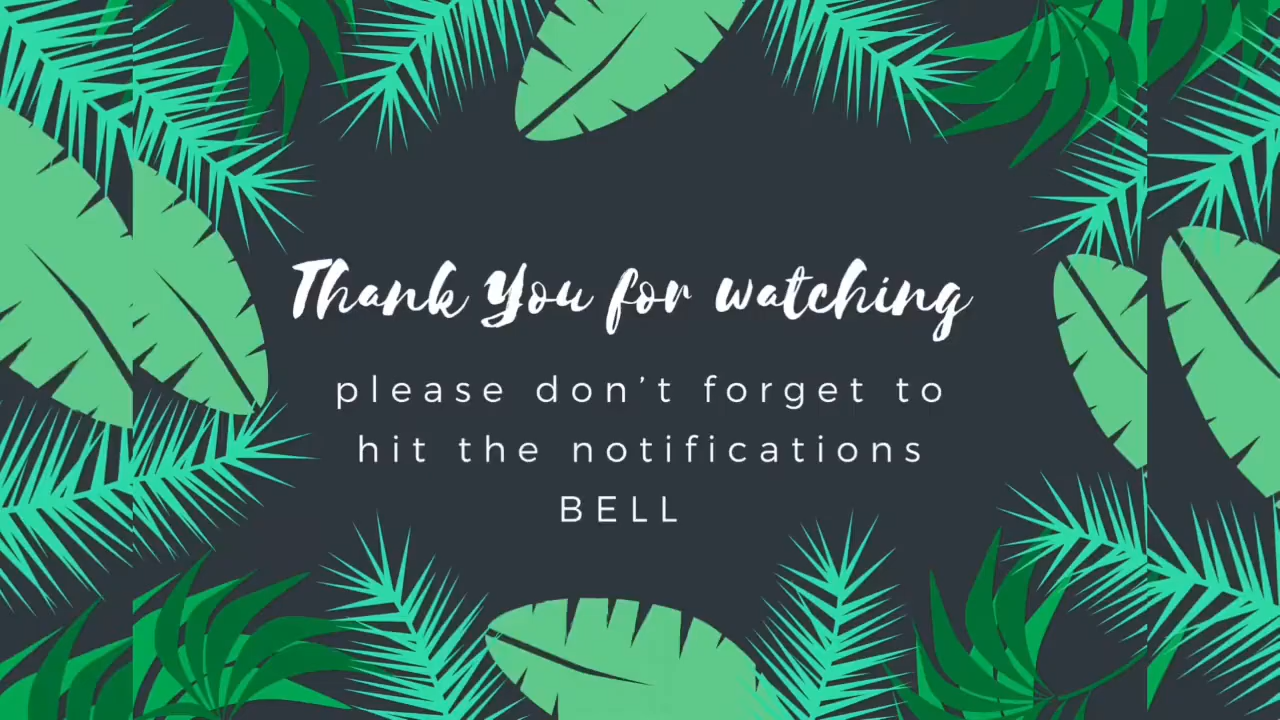 Thank You for watching
please don’t forget to
hit the notifications
BELL